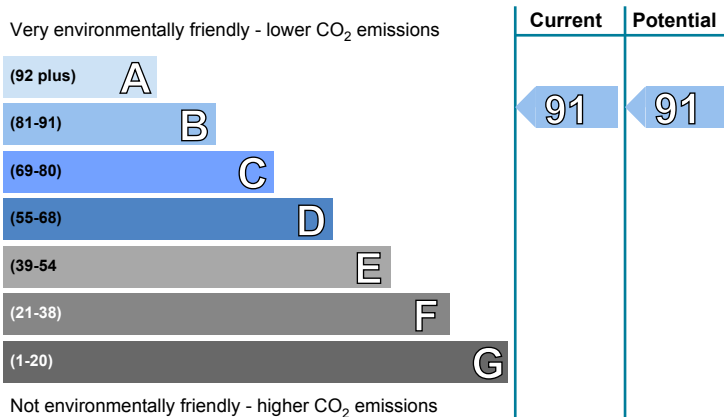 Very environmentally friendly - lower CO2 emissions
Current Potential
(92 plus) A
(81-91) B
91 91
(69-80) C
(55-68) D
(39-54 E
(21-38) F
(1-20) G
Not environmentally friendly - higher CO2 emissions